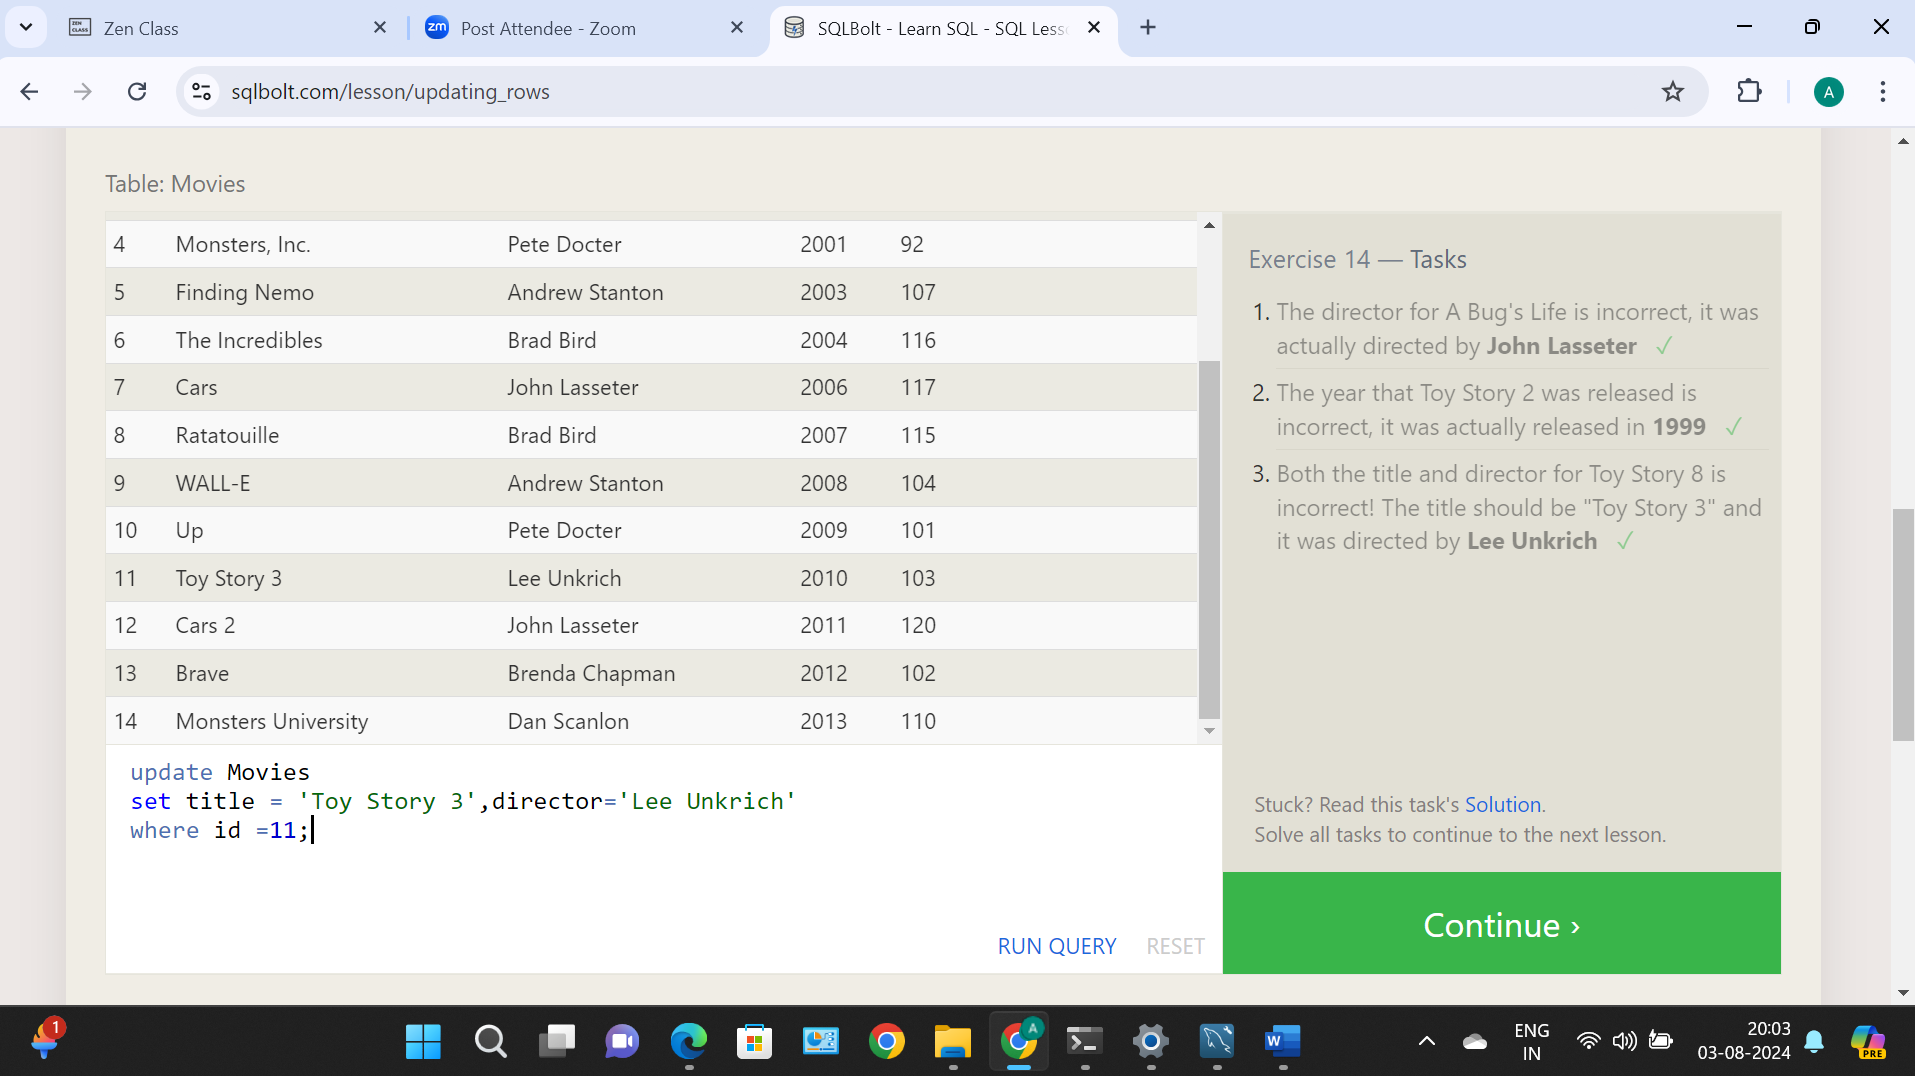 Zen Class
Post Attendee - Zoom
SQLBolt - Learn SQL - SQL Less
sqlbolt.com/lesson/updating_rows
A
Table: Movies
4 Monsters, Inc. Pete Docter 2001 92
5 Finding Nemo Andrew Stanton 2003 107
6 The Incredibles Brad Bird 2004 116
7 Cars John Lasseter 2006 117
8 Ratatouille Brad Bird 2007 115
9 WALL-E Andrew Stanton 2008 104
10 Up Pete Docter 2009 101
11 Toy Story 3 Lee Unkrich 2010 103
12 Cars 2 John Lasseter 2011 120
13 Brave Brenda Chapman 2012 102
14 Monsters University Dan Scanlon 2013 110
update Movies
set title = 'Toy Story 3',director='Lee Unkrich'
where id =11;
RUN QUERY RESET
Exercise 14 — Tasks
1. The director for A Bug's Life is incorrect, it was
actually directed by John Lasseter ✓
2. The year that Toy Story 2 was released is
incorrect, it was actually released in 1999 ✓
3. Both the title and director for Toy Story 8 is
incorrect! The title should be "Toy Story 3" and
it was directed by Lee Unkrich ✓
Stuck? Read this task's Solution.
Solve all tasks to continue to the next lesson.
Continue ›
1
A
W
ENG
IN
20:03
03-08-2024
PRE